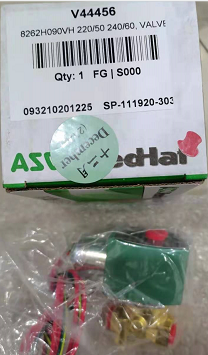 V44456
8262H090VH 220/50 240/60, VALVE
Qty: 1 FG | S000
093210201225 SP-111920-303
December
十二月